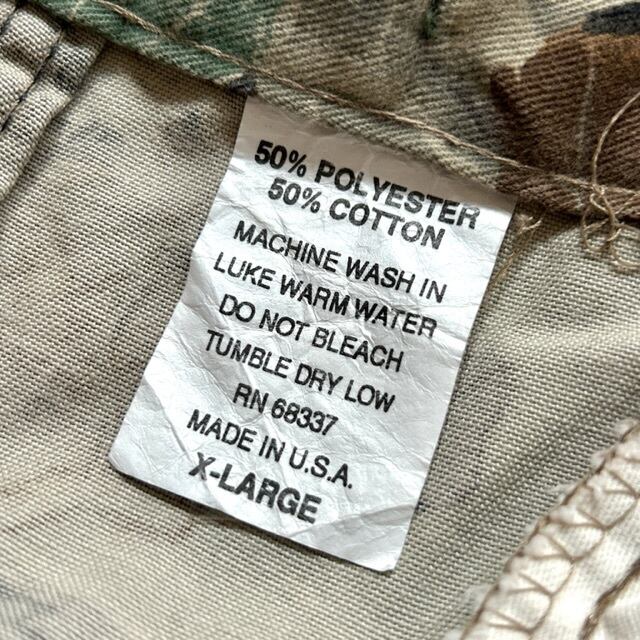 50% POLYESTER
50% COTTON
MACHINE WASH IN
LUKE WARM WATER
DO NOT BLEACH
TUMBLE DRY LOW
RN 68337
MADE IN U.S.A.
X-LARGE